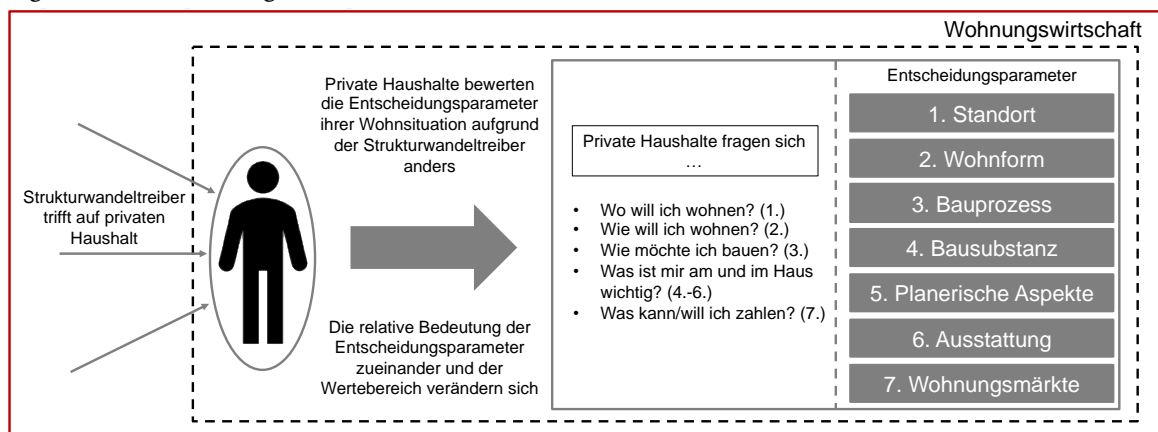 Wohnungswirtschaft
Strukturwandeltreiber
trifft auf privaten
Haushalt
Private Haushalte bewerten
die Entscheidungsparameter
ihrer Wohnsituation aufgrund
der Strukturwandeltreiber
anders
Die relative Bedeutung der
Entscheidungsparameter
zueinander und der
Wertebereich verändern sich
Private Haushalte fragen sich
…
• Wo will ich wohnen? (1.)
• Wie will ich wohnen? (2.)
• Wie möchte ich bauen? (3.)
• Was ist mir am und im Haus
wichtig? (4.-6.)
• Was kann/will ich zahlen? (7.)
Entscheidungsparameter
1. Standort
2. Wohnform
3. Bauprozess
4. Bausubstanz
5. Planerische Aspekte
6. Ausstattung
7. Wohnungsmärkte